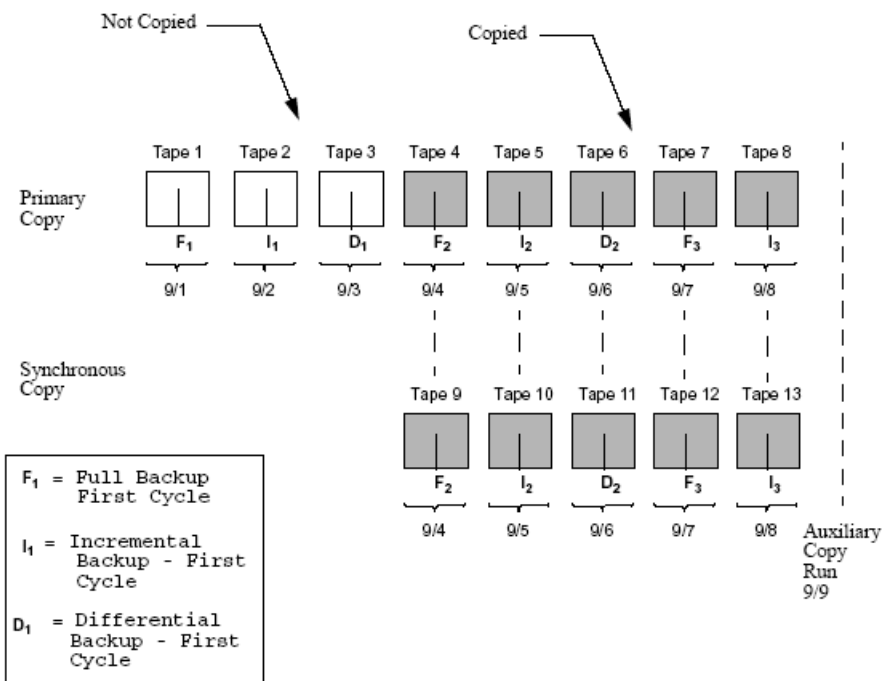 Not Copied
Copied
Tape 1 Tape 2 Tape 3 Tape 4 Tape 5 Tape 6 Tape 7 Tape 8
Primary
Copy
F1 I1 D1 F2 I2 D2 F3 I3
9/1 9/2 9/3 9/4 9/5 9/6 9/7 9/8
Synchronous
Copy
Tape 9 Tape 10 Tape 11 Tape 12 Tape 13
F2 I2 D2 F3 I3
9/4 9/5 9/6 9/7 9/8
Auxiliary
Copy
Run
9/9
F1 = Full Backup
First Cycle
I1 = Incremental
Backup - First
Cycle
D1 = Differential
Backup - First
Cycle